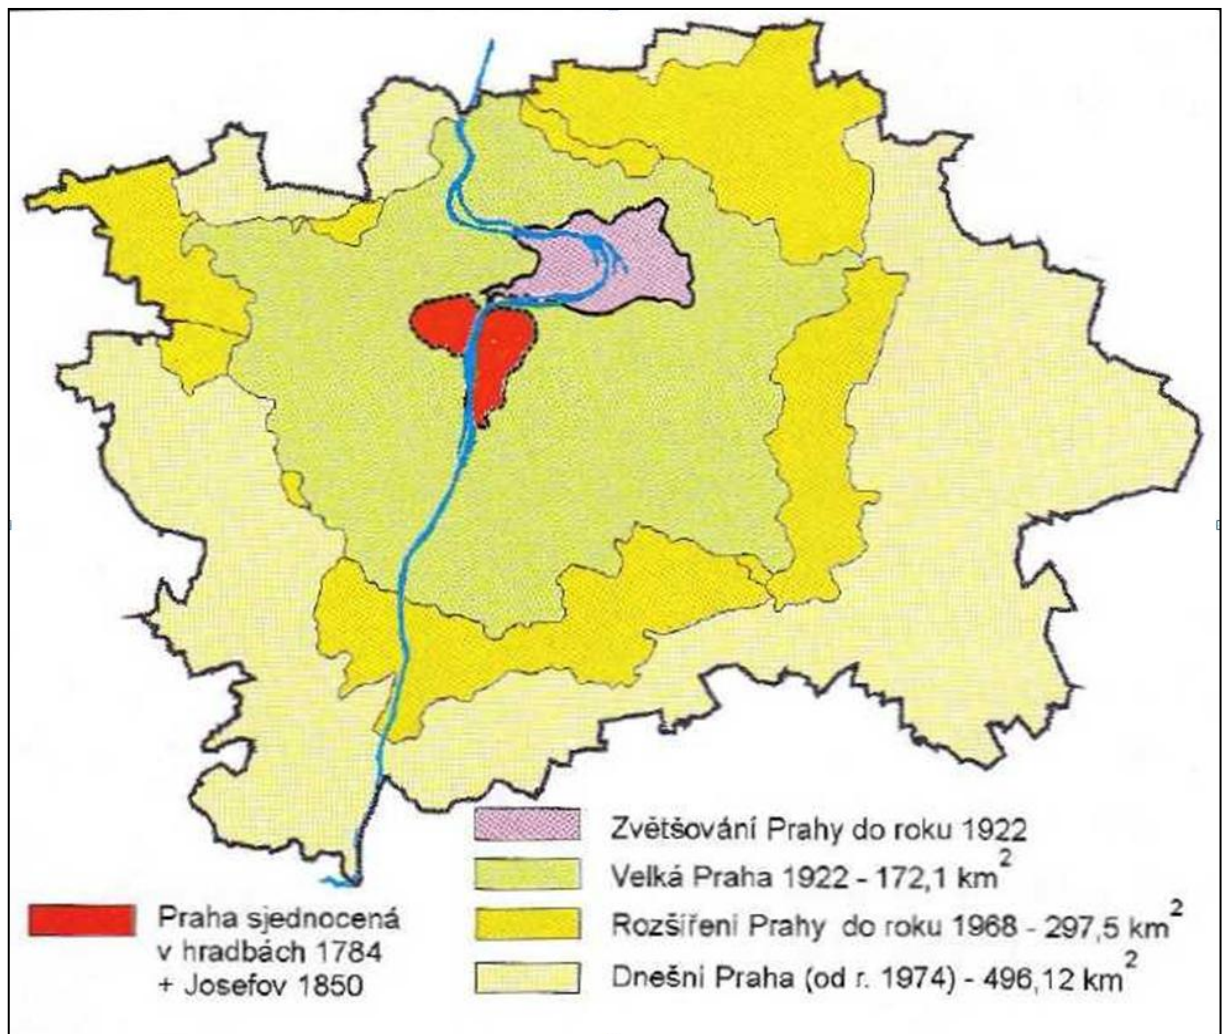 Praha sjednocená
v hradbách 1784
+ Josefov 1850
Zvětšování Prahy do roku 1922
Velká Praha 1922 - 172,1 km²
Rozšíření Prahy do roku 1968 - 297,5 km²
Dnešní Praha (od r. 1974) - 496,12 km²